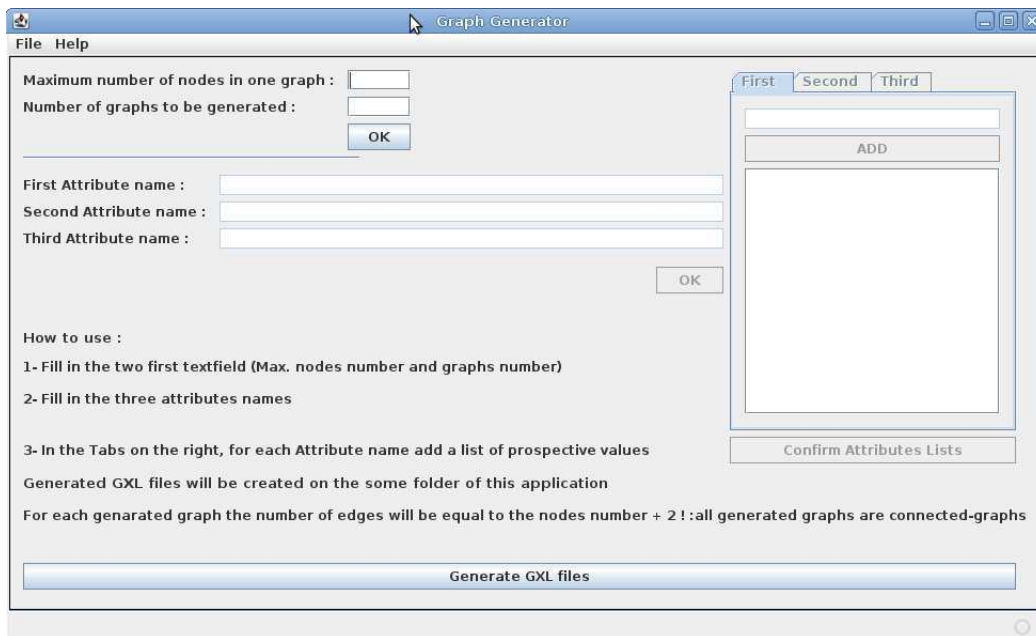 Graph Generator
File Help
Maximum number of nodes in one graph :
Number of graphs to be generated :
OK
First Attribute name :
Second Attribute name :
Third Attribute name :
OK
First Second Third
ADD
How to use :
1- Fill in the two first textfield (Max. nodes number and graphs number)
2- Fill in the three attributes names
3- In the Tabs on the right, for each Attribute name add a list of prospective values
Confirm Attributes Lists
Generated GXL files will be created on the some folder of this application
For each genarated graph the number of edges will be equal to the nodes number + 2 ! :all generated graphs are connected-graphs
Generate GXL files